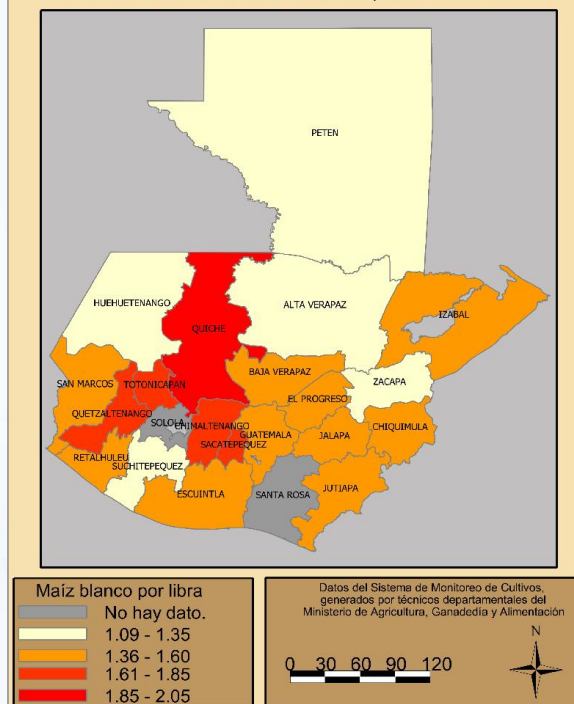 PETEN
HUEHUETENANGO
ALTA VERAPAZ
IZABAL
QUICHE
BAJA VERAPAZ
ZACAPA
SAN MARCOS
TOTONICAPAN
EL PROGRESO
QUETZALTENANGO
SOLOLA
CHIMALTENANGO
GUATEMALA
JALAPA
CHIQUIMULA
SACATEPEQUEZ
RETALHULEU
SUCHITEPEQUEZ
ESCUINTLA
SANTA ROSA
JUTIAPA
Maíz blanco por libra
No hay dato.
1.09 - 1.35
1.36 - 1.60
1.61 - 1.85
1.85 - 2.05
Datos del Sistema de Monitoreo de Cultivos,
generados por técnicos departamentales del
Ministerio de Agricultura, Ganadedía y Alimentación
N
0 30 60 90 120